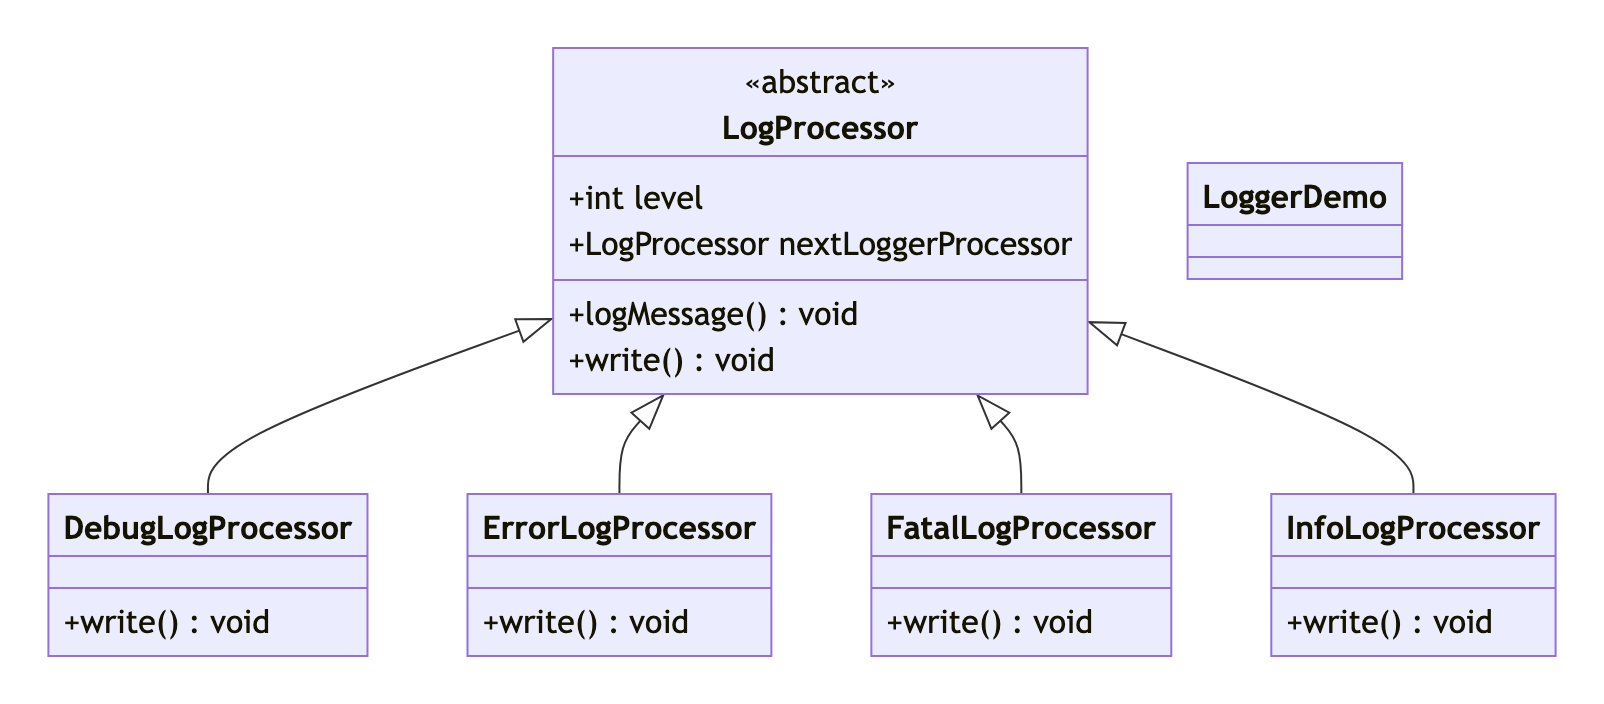 «abstract»
LogProcessor
+int level
+LogProcessor nextLoggerProcessor
+logMessage() : void
+write() : void
LoggerDemo
DebugLogProcessor
+write() : void
ErrorLogProcessor
+write() : void
FatalLogProcessor
+write() : void
InfoLogProcessor
+write() : void